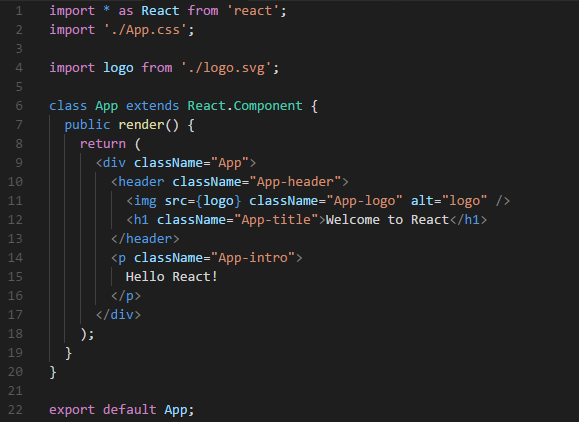 1 import * as React from 'react';
2 import './App.css';
3
4 import logo from './logo.svg';
5
6 class App extends React.Component {
7   public render() {
8     return (
9       <div className="App">
10         <header className="App-header">
11           <img src={logo} className="App-logo" alt="logo" />
12           <h1 className="App-title">Welcome to React</h1>
13         </header>
14         <p className="App-intro">
15           Hello React!
16         </p>
17       </div>
18     );
19   }
20 }
21
22 export default App;